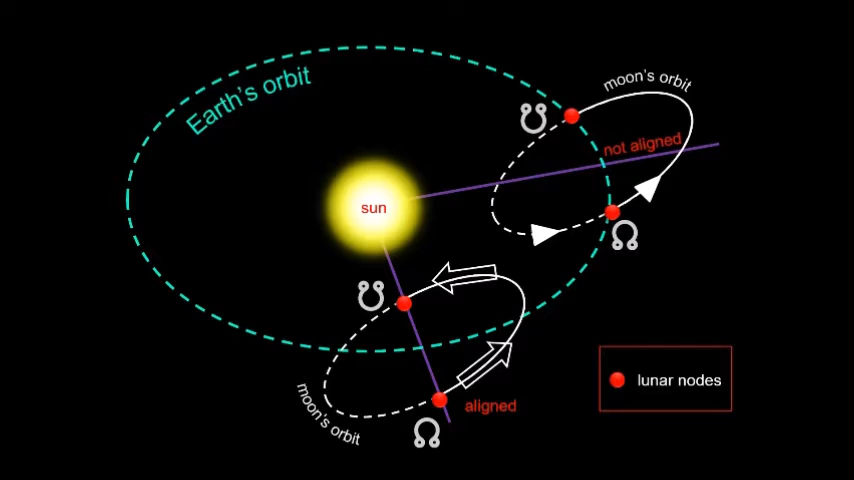 Earth's orbit
moon's orbit
☋
not aligned
sun
☊
☋
moon's orbit
aligned
☊
lunar nodes